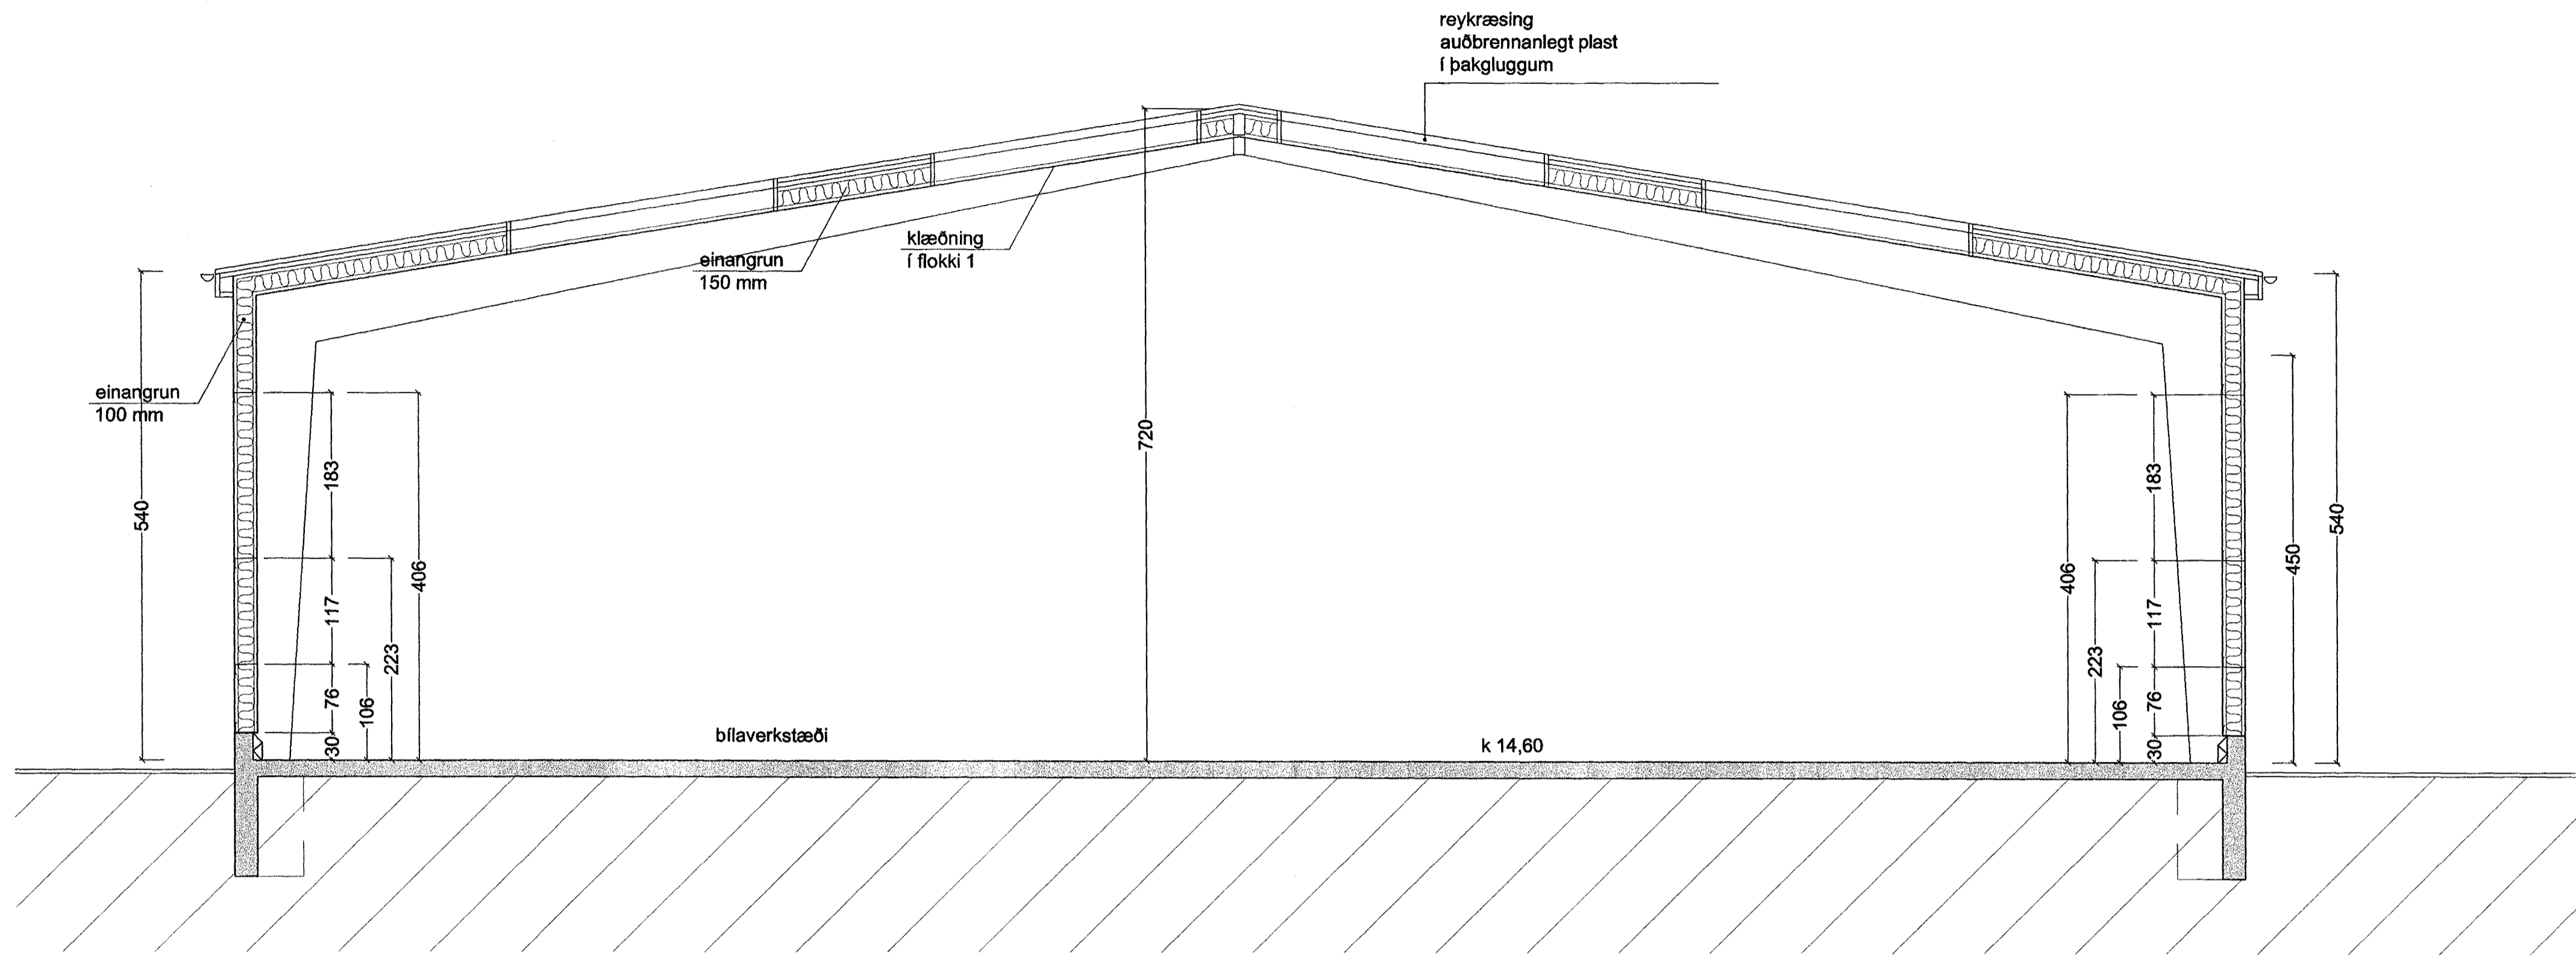 reykræsing
auðbrennanlegt plast
í þakgluggum
klæðning
í flokki 1
einangrun
150 mm
einangrun
100 mm
540
183
117
76
30
106
223
406
720
bílaverkstæði
k 14,60
406
223
106
183
117
76
30
450
540